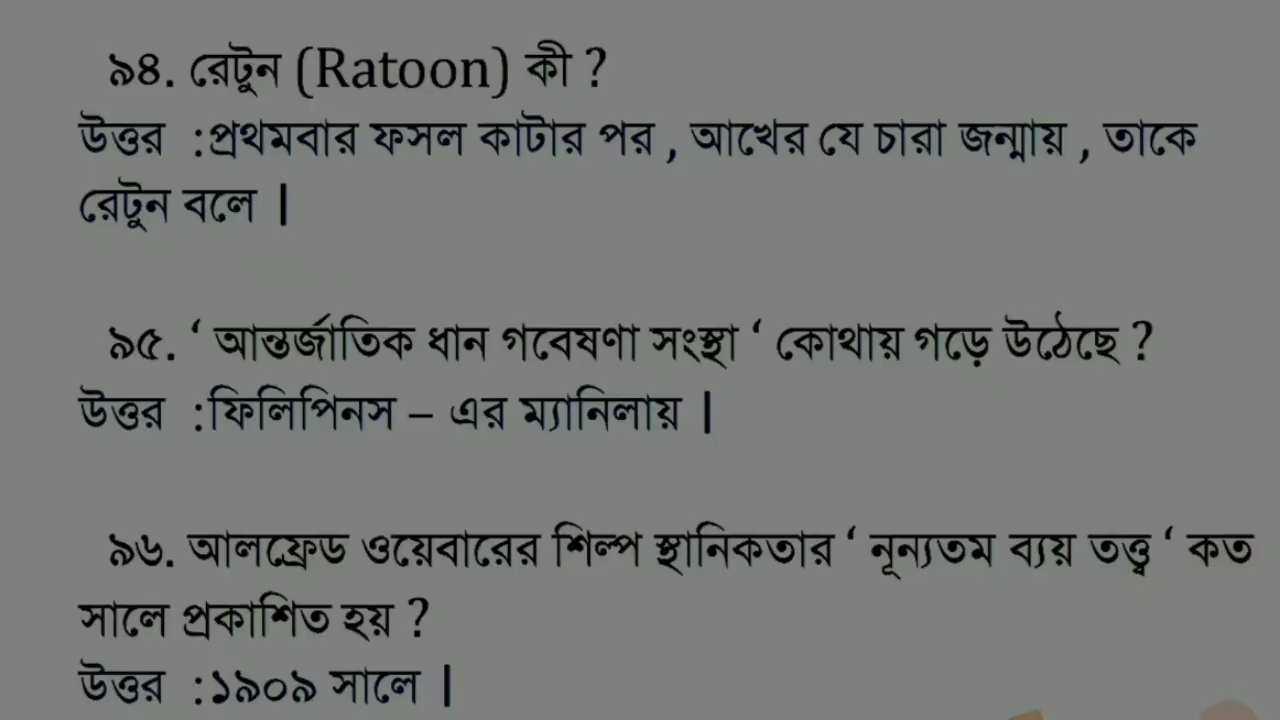 ৯৪. রেটুন (Ratoon) কী ?
উত্তর :প্রথমবার ফসল কাটার পর , আখের যে চারা জন্মায় , তাকে
রেটুন বলে |
৯৫. ‘ আন্তর্জাতিক ধান গবেষণা সংস্থা ‘ কোথায় গড়ে উঠেছে ?
উত্তর :ফিলিপিনস – এর ম্যানিলায় |
৯৬. আলফ্রেড ওয়েবারের শিল্প স্থানিকতার ‘ নূন্যতম ব্যয় তত্ত্ব ‘ কত
সালে প্রকাশিত হয় ?
উত্তর :১৯০৯ সালে |